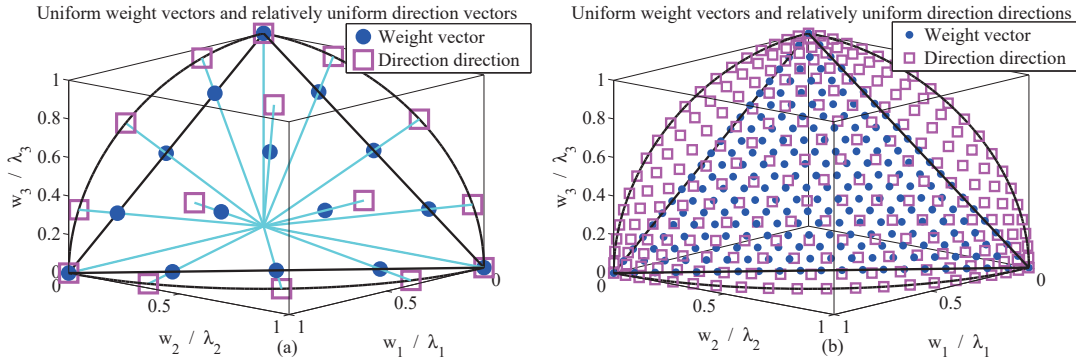 Uniform weight vectors and relatively uniform direction vectors
Weight vector
Direction direction
1
0.8
0.6
0.4
0.2
0
w3 / λ3
0
0.5
1
1
0.5
0
w2 / λ2
(a)
w1 / λ1
Uniform weight vectors and relatively uniform direction directions
Weight vector
Direction direction
1
0.8
0.6
0.4
0.2
0
w3 / λ3
0
0.5
1
1
0.5
0
w2 / λ2
(b)
w1 / λ1